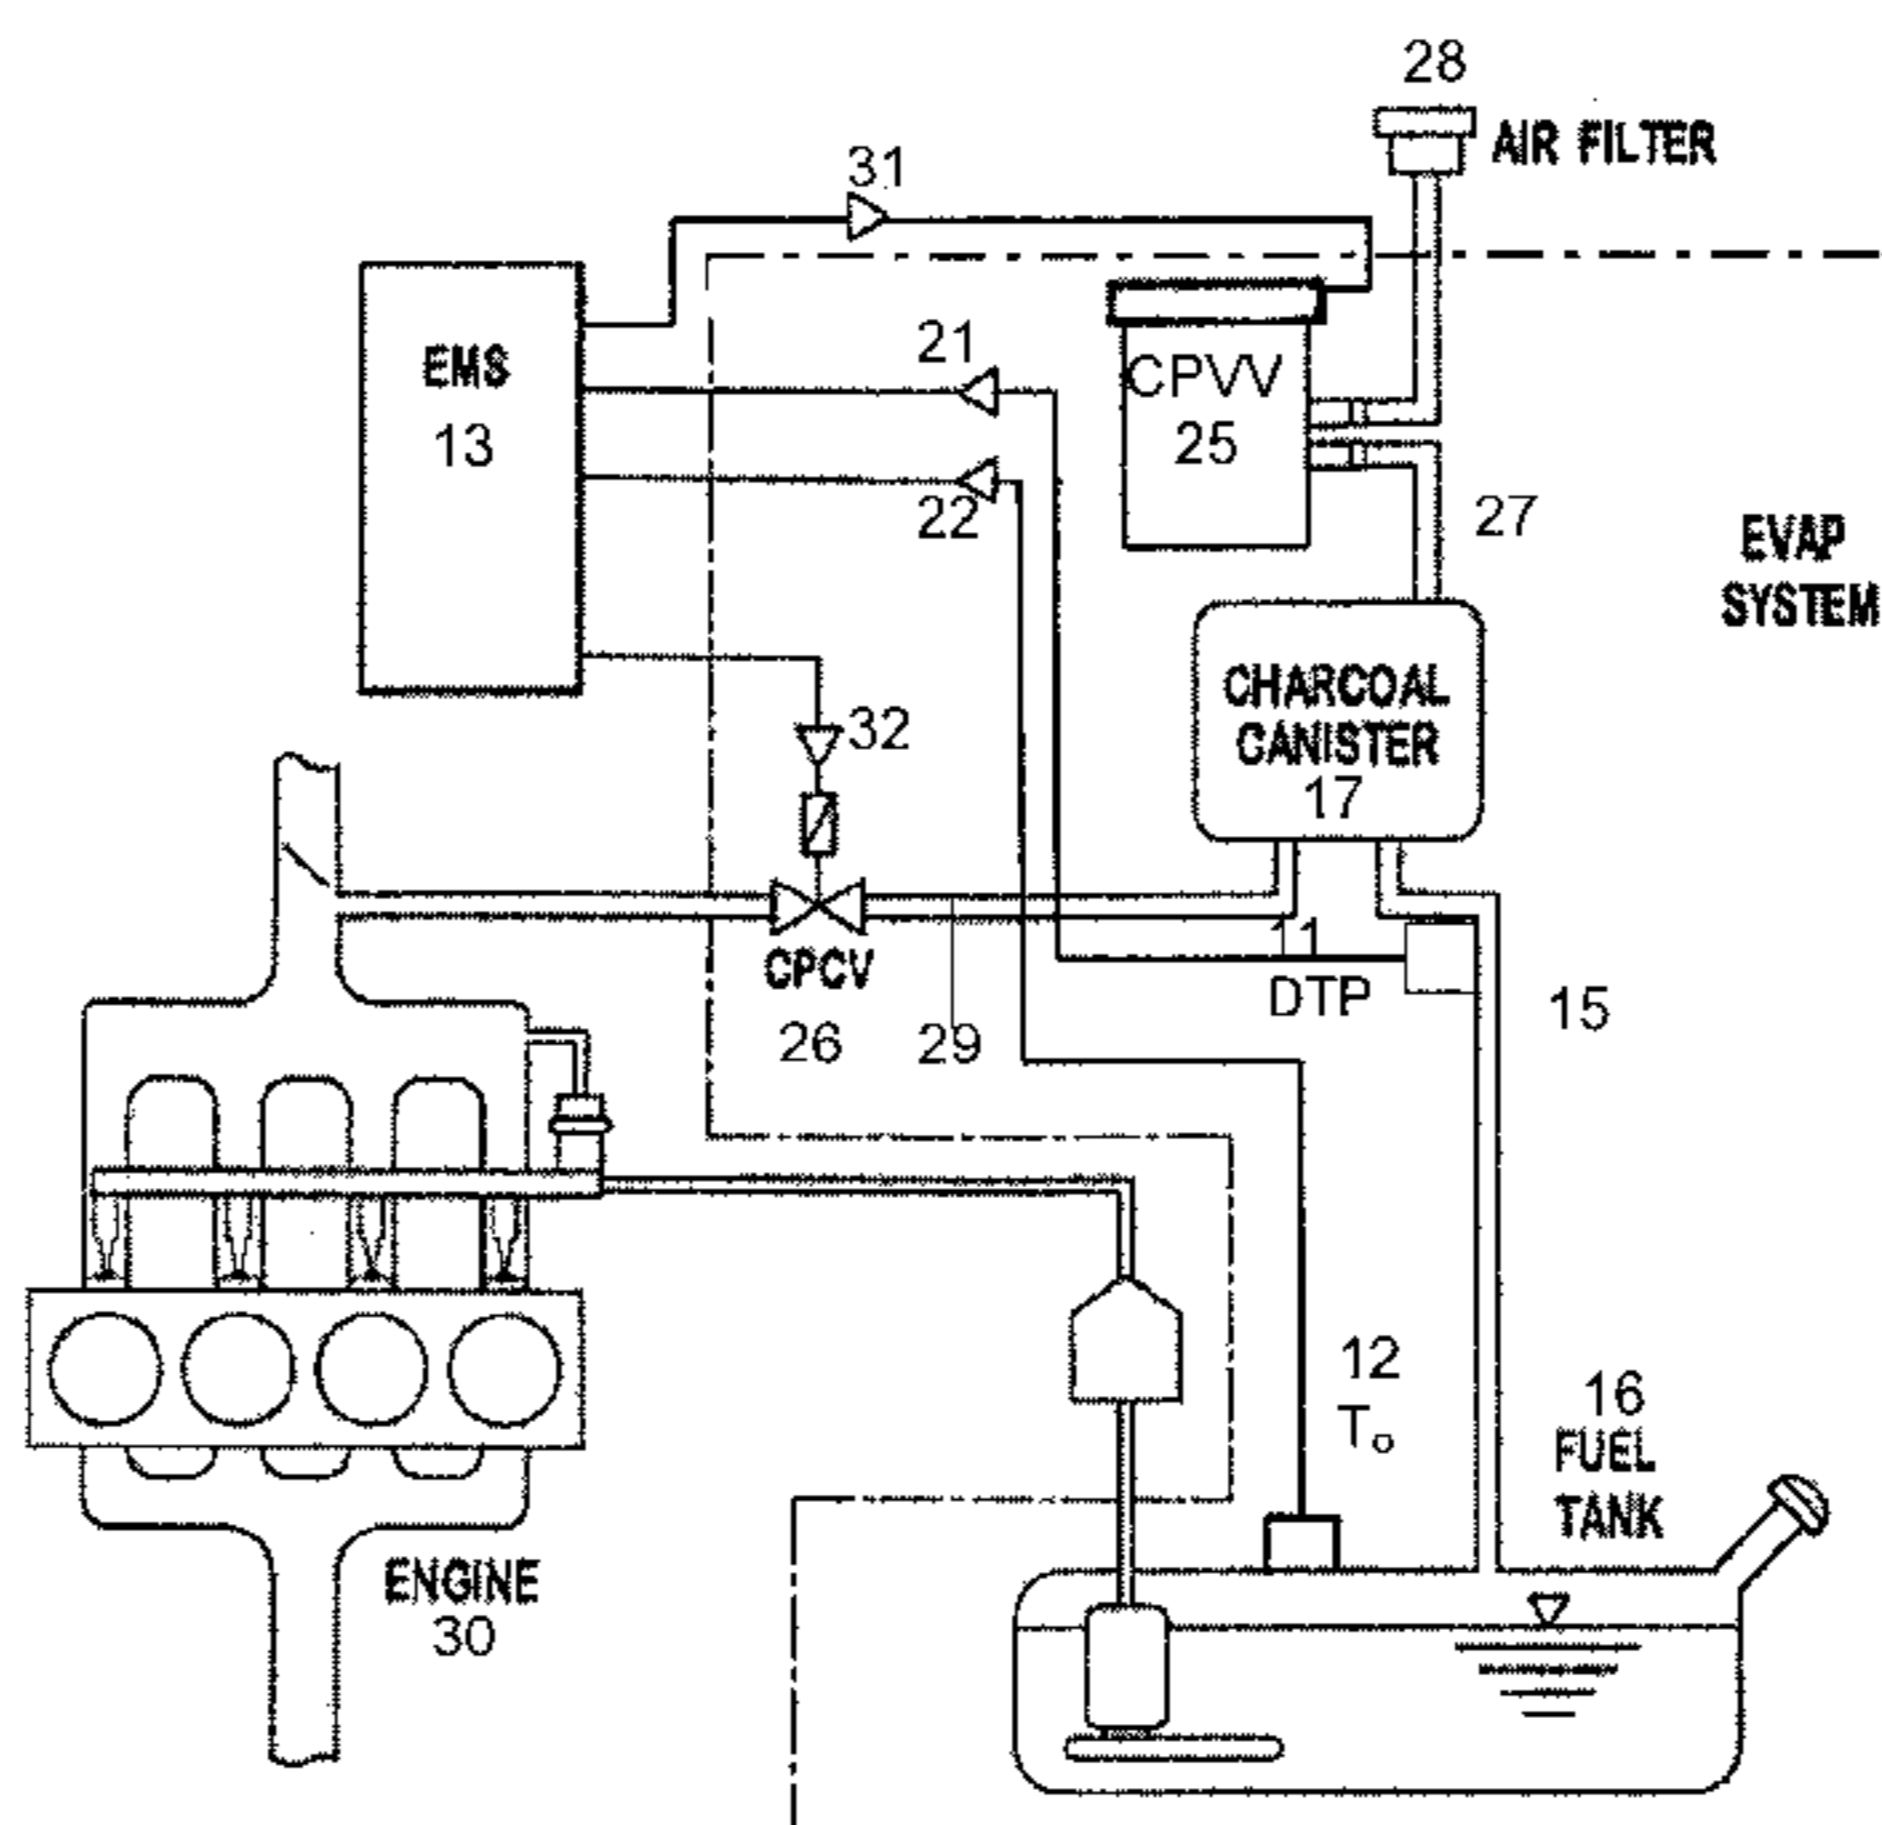 28
AIR FILTER
31
EMS
13
21
22
CPVV
25
27
EVAP
SYSTEM
CHARCOAL
CANISTER
17
32
CPCV
26
29
11
DTP
15
12
To
16
FUEL
TANK
ENGINE
30